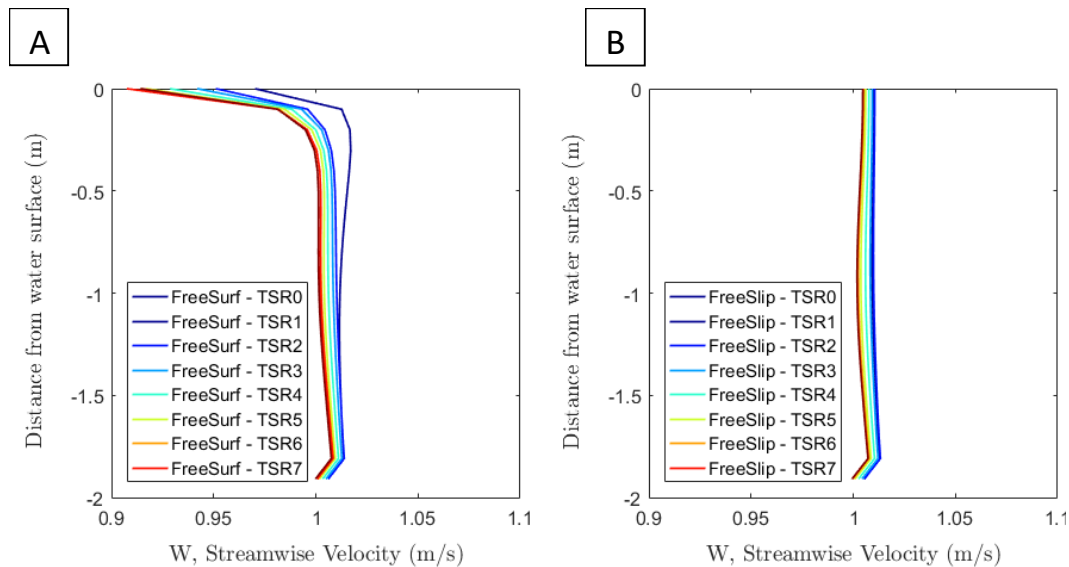 A
B
0
-0.5
-1
-1.5
-2
Distance from water surface (m)
FreeSurf - TSR0
FreeSurf - TSR1
FreeSurf - TSR2
FreeSurf - TSR3
FreeSurf - TSR4
FreeSurf - TSR5
FreeSurf - TSR6
FreeSurf - TSR7
0.9 0.95 1 1.05 1.1
W, Streamwise Velocity (m/s)
0
-0.5
-1
-1.5
-2
Distance from water surface (m)
FreeSlip - TSR0
FreeSlip - TSR1
FreeSlip - TSR2
FreeSlip - TSR3
FreeSlip - TSR4
FreeSlip - TSR5
FreeSlip - TSR6
FreeSlip - TSR7
0.9 0.95 1 1.05 1.1
W, Streamwise Velocity (m/s)